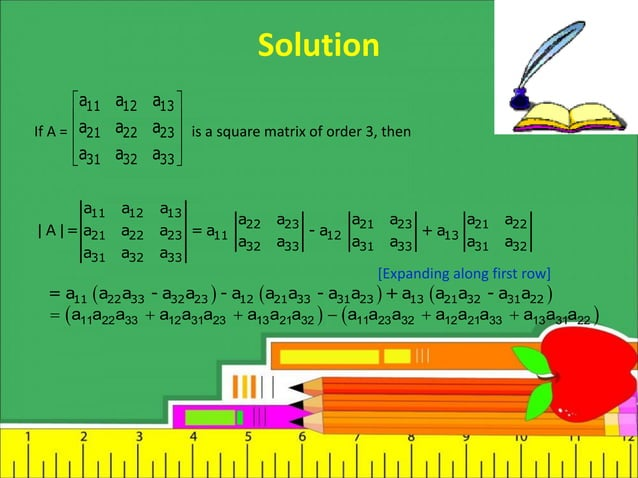 Solution
If A = [a₁₁ a₁₂ a₁₃
a₂₁ a₂₂ a₂₃
a₃₁ a₃₂ a₃₃] is a square matrix of order 3, then
| A | = |a₁₁ a₁₂ a₁₃
a₂₁ a₂₂ a₂₃
a₃₁ a₃₂ a₃₃| = a₁₁ |a₂₂ a₂₃
a₃₂ a₃₃| - a₁₂ |a₂₁ a₂₃
a₃₁ a₃₃| + a₁₃ |a₂₁ a₂₂
a₃₁ a₃₂|
[Expanding along first row]
= a₁₁ (a₂₂a₃₃ - a₃₂a₂₃) - a₁₂ (a₂₁a₃₃ - a₃₁a₂₃) + a₁₃ (a₂₁a₃₂ - a₃₁a₂₂)
= (a₁₁a₂₂a₃₃ + a₁₂a₃₁a₂₃ + a₁₃a₂₁a₃₂) − (a₁₁a₂₃a₃₂ + a₁₂a₂₁a₃₃ + a₁₃a₃₁a₂₂)
1 2 3 4 5 6 7 8 9 10 11 12